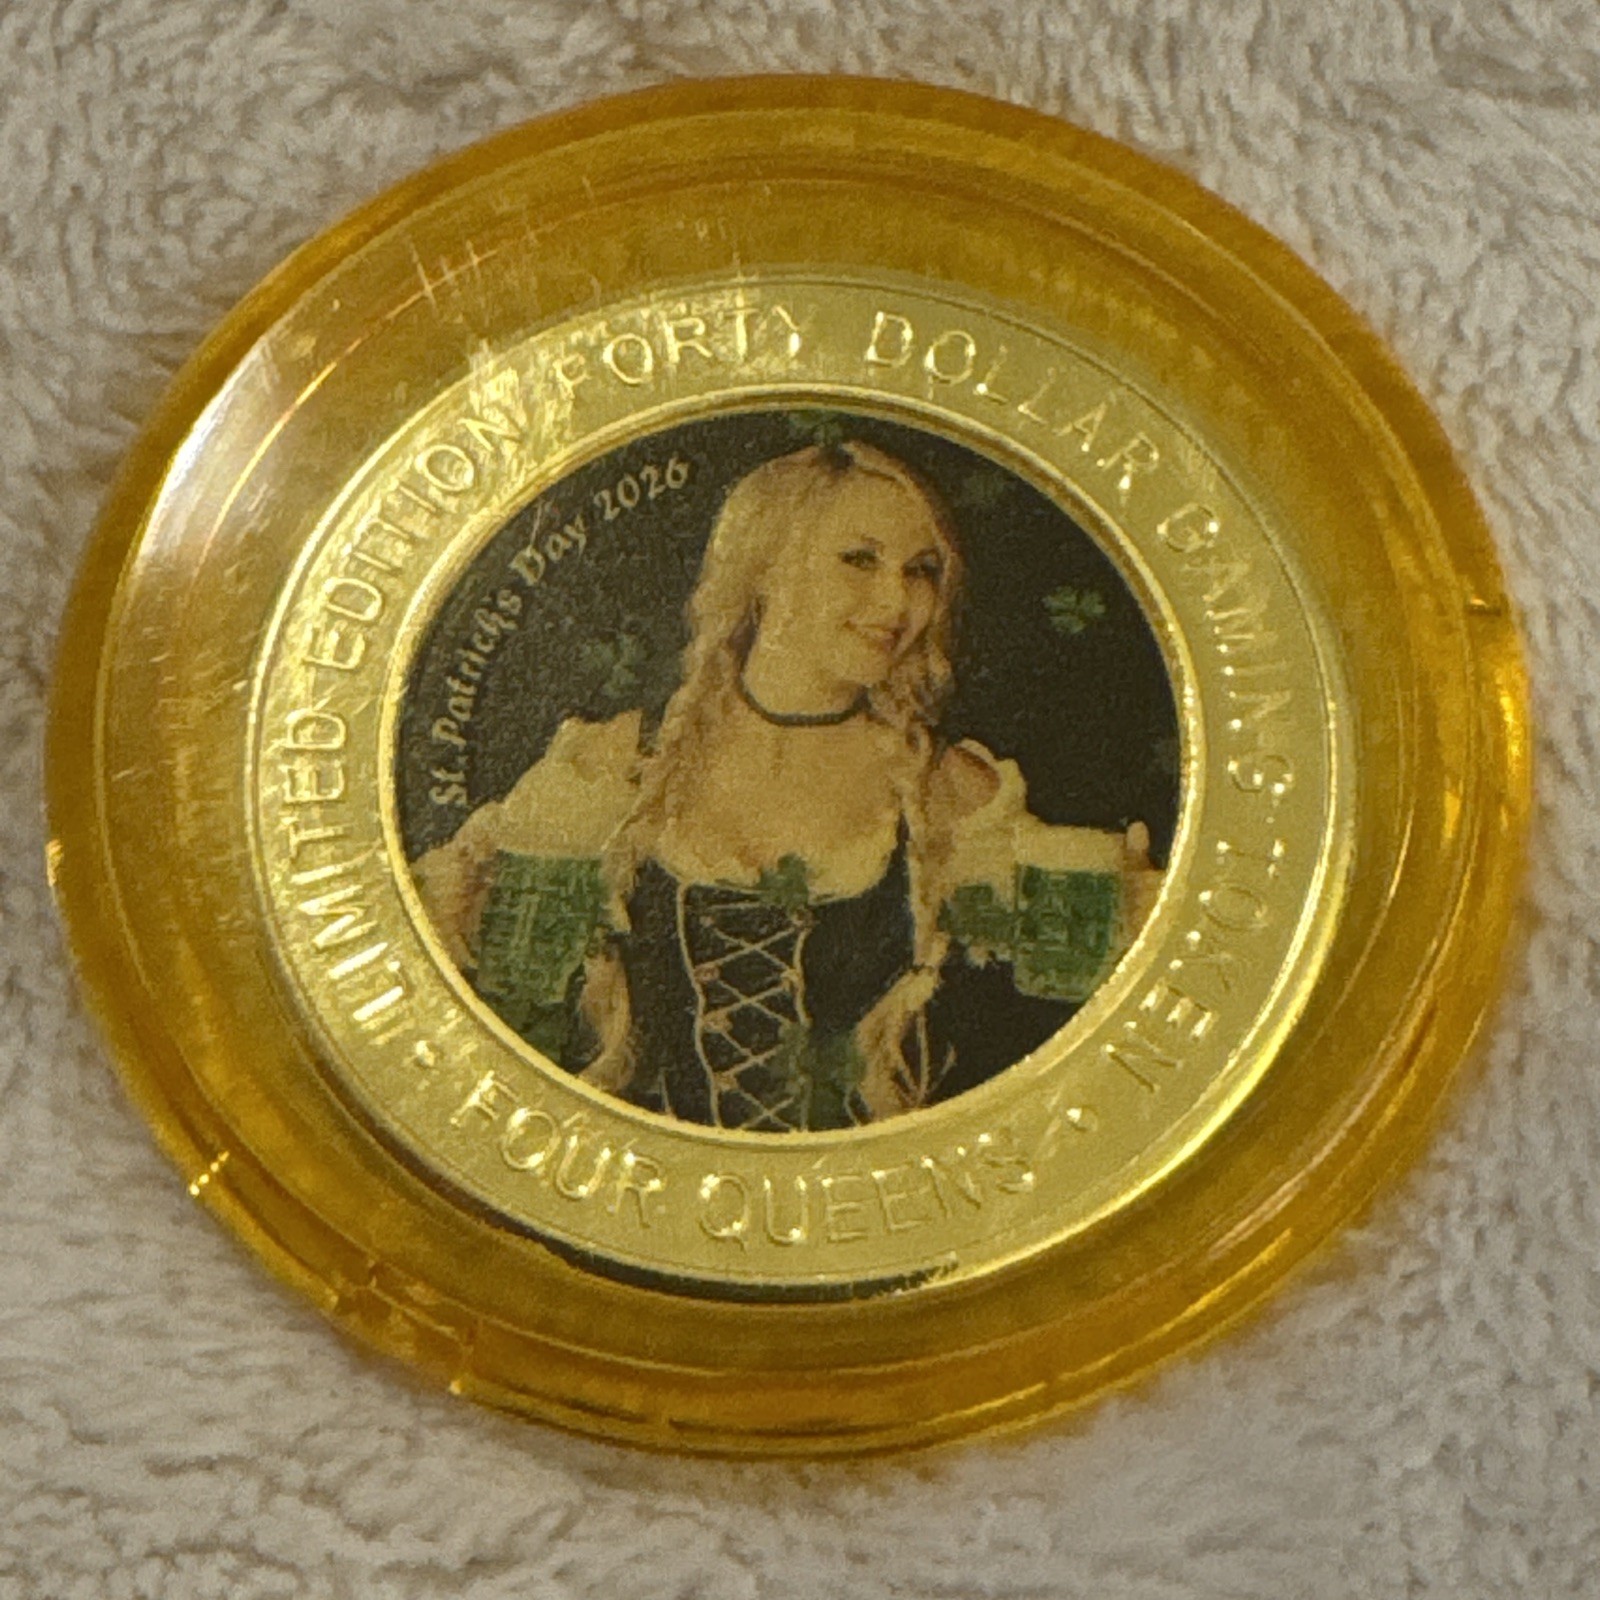 LIMITED EDITION FORTY DOLLAR GAMING TOKEN
St. Patrick's Day 2026
• FOUR QUEENS •